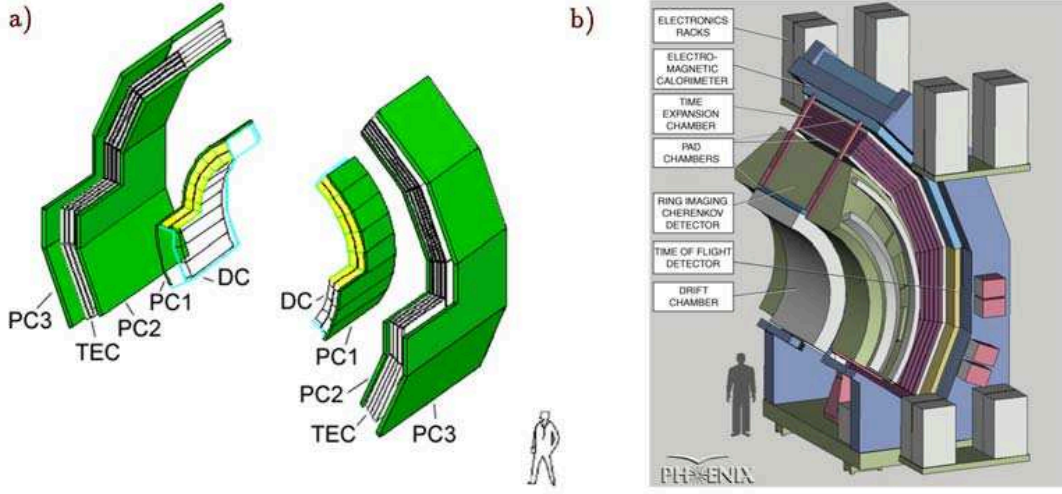 a)
PC3
TEC
PC2
PC1
DC
DC
PC1
PC2
TEC
PC3
b)
ELECTRONICS
RACKS
ELECTRO-
MAGNETIC
CALORIMETER
TIME
EXPANSION
CHAMBER
PAD
CHAMBERS
RING IMAGING
CHERENKOV
DETECTOR
TIME OF FLIGHT
DETECTOR
DRIFT
CHAMBER
PHENIX